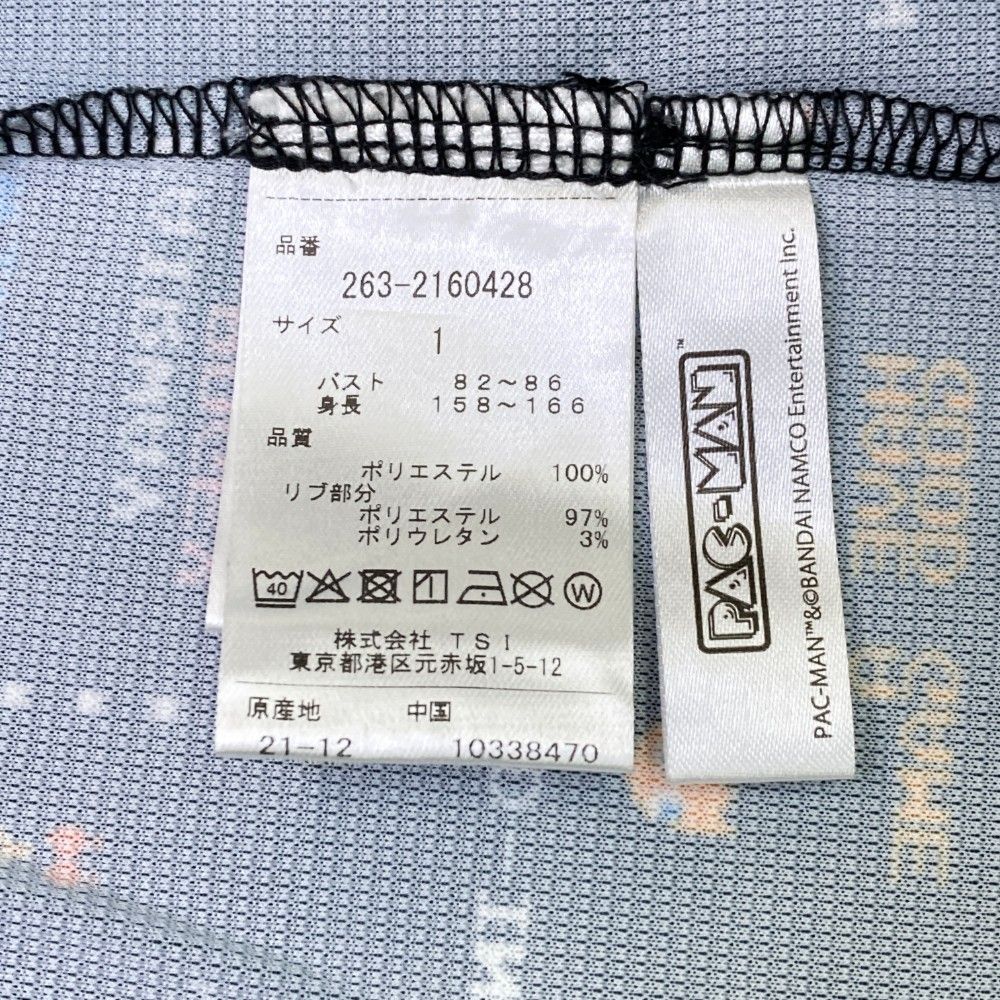 品番
263-2160428
サイズ
1
バスト 82～86
身長 158～166
品質
ポリエステル 100%
リブ部分
ポリエステル 97%
ポリウレタン 3%
40
1
W
株式会社 TSI
東京都港区元赤坂1-5-12
原産地 中国
21-12 10338470
PAC-MAN™
PAC-MAN™&©BANDAI NAMCO Entertainment Inc.